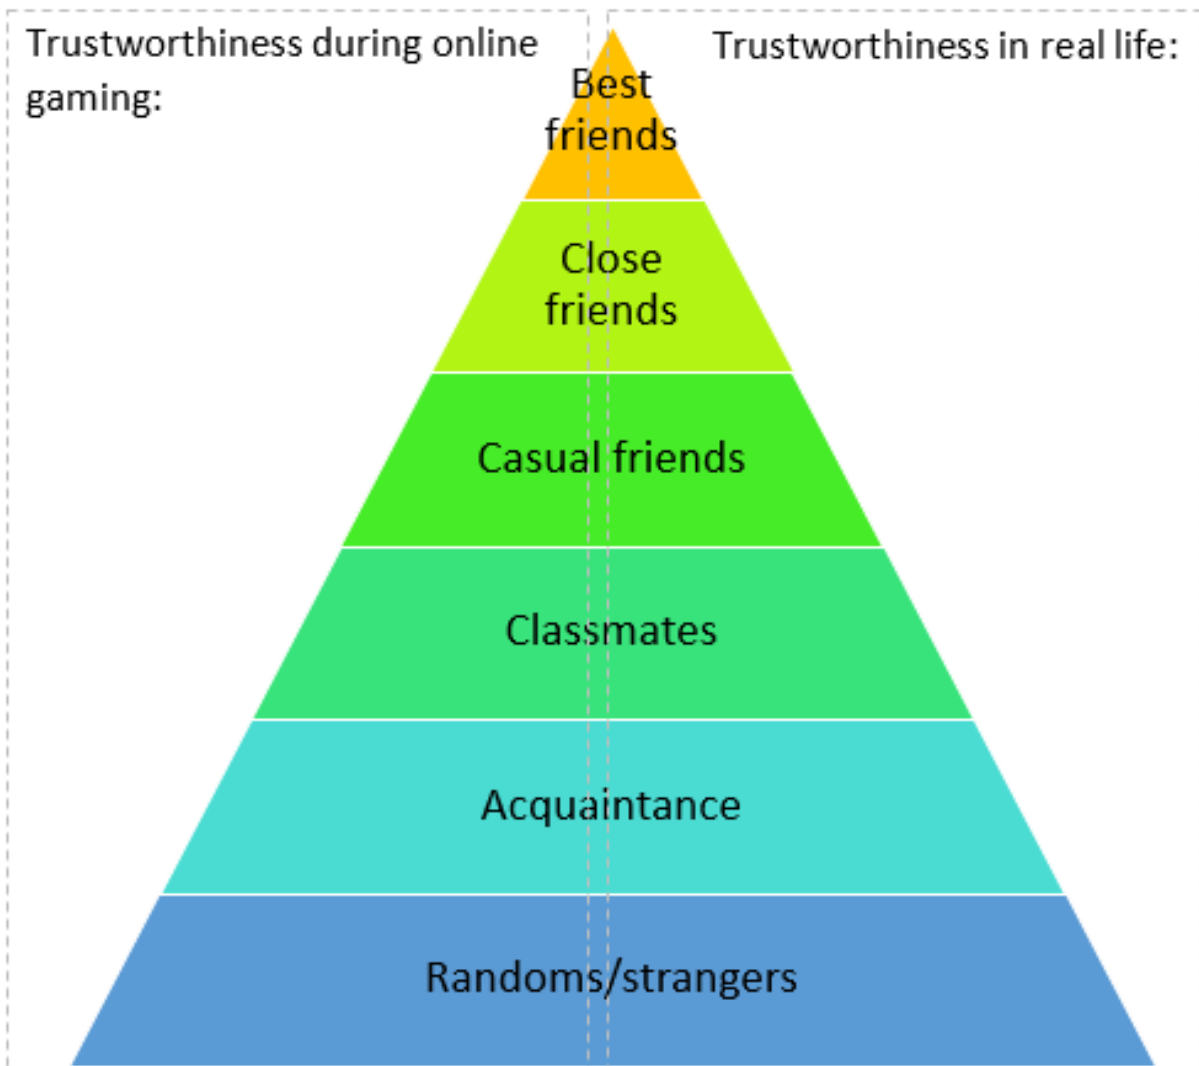 Trustworthiness during online
gaming:
Trustworthiness in real life:
Best
friends
Close
friends
Casual friends
Classmates
Acquaintance
Randoms/strangers